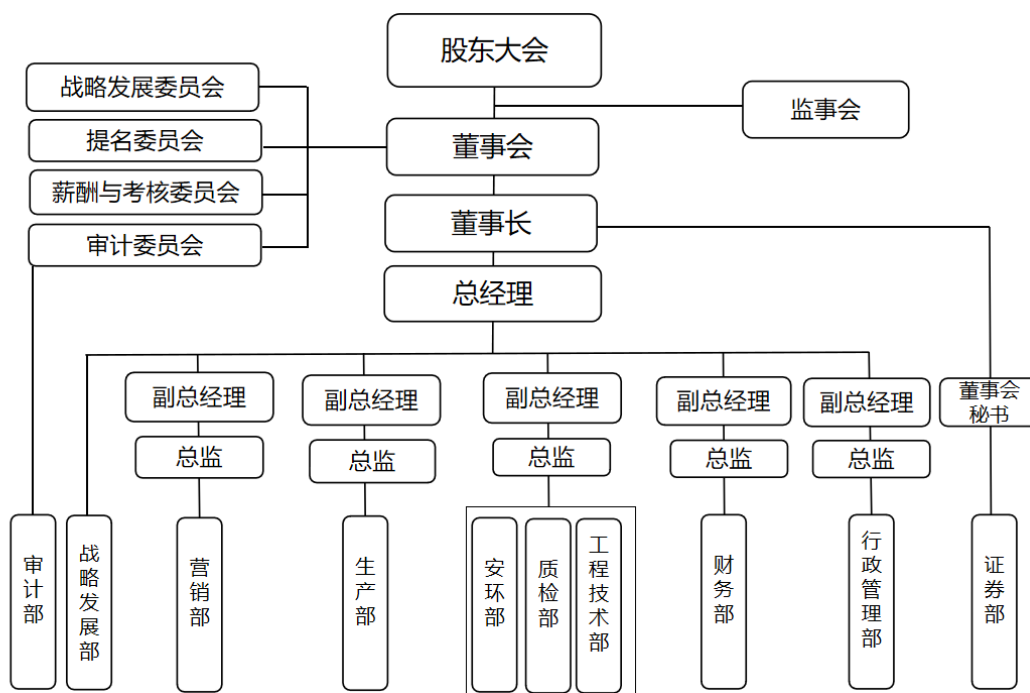 股东大会
战略发展委员会
监事会
提名委员会
董事会
薪酬与考核委员会
董事长
审计委员会
总经理
副总经理
副总经理
副总经理
副总经理
副总经理
董事会
秘书
总监
总监
总监
总监
总监
审计部
战略发展部
营销部
生产部
安环部
质检部
工程技术部
财务部
行政管理部
证券部